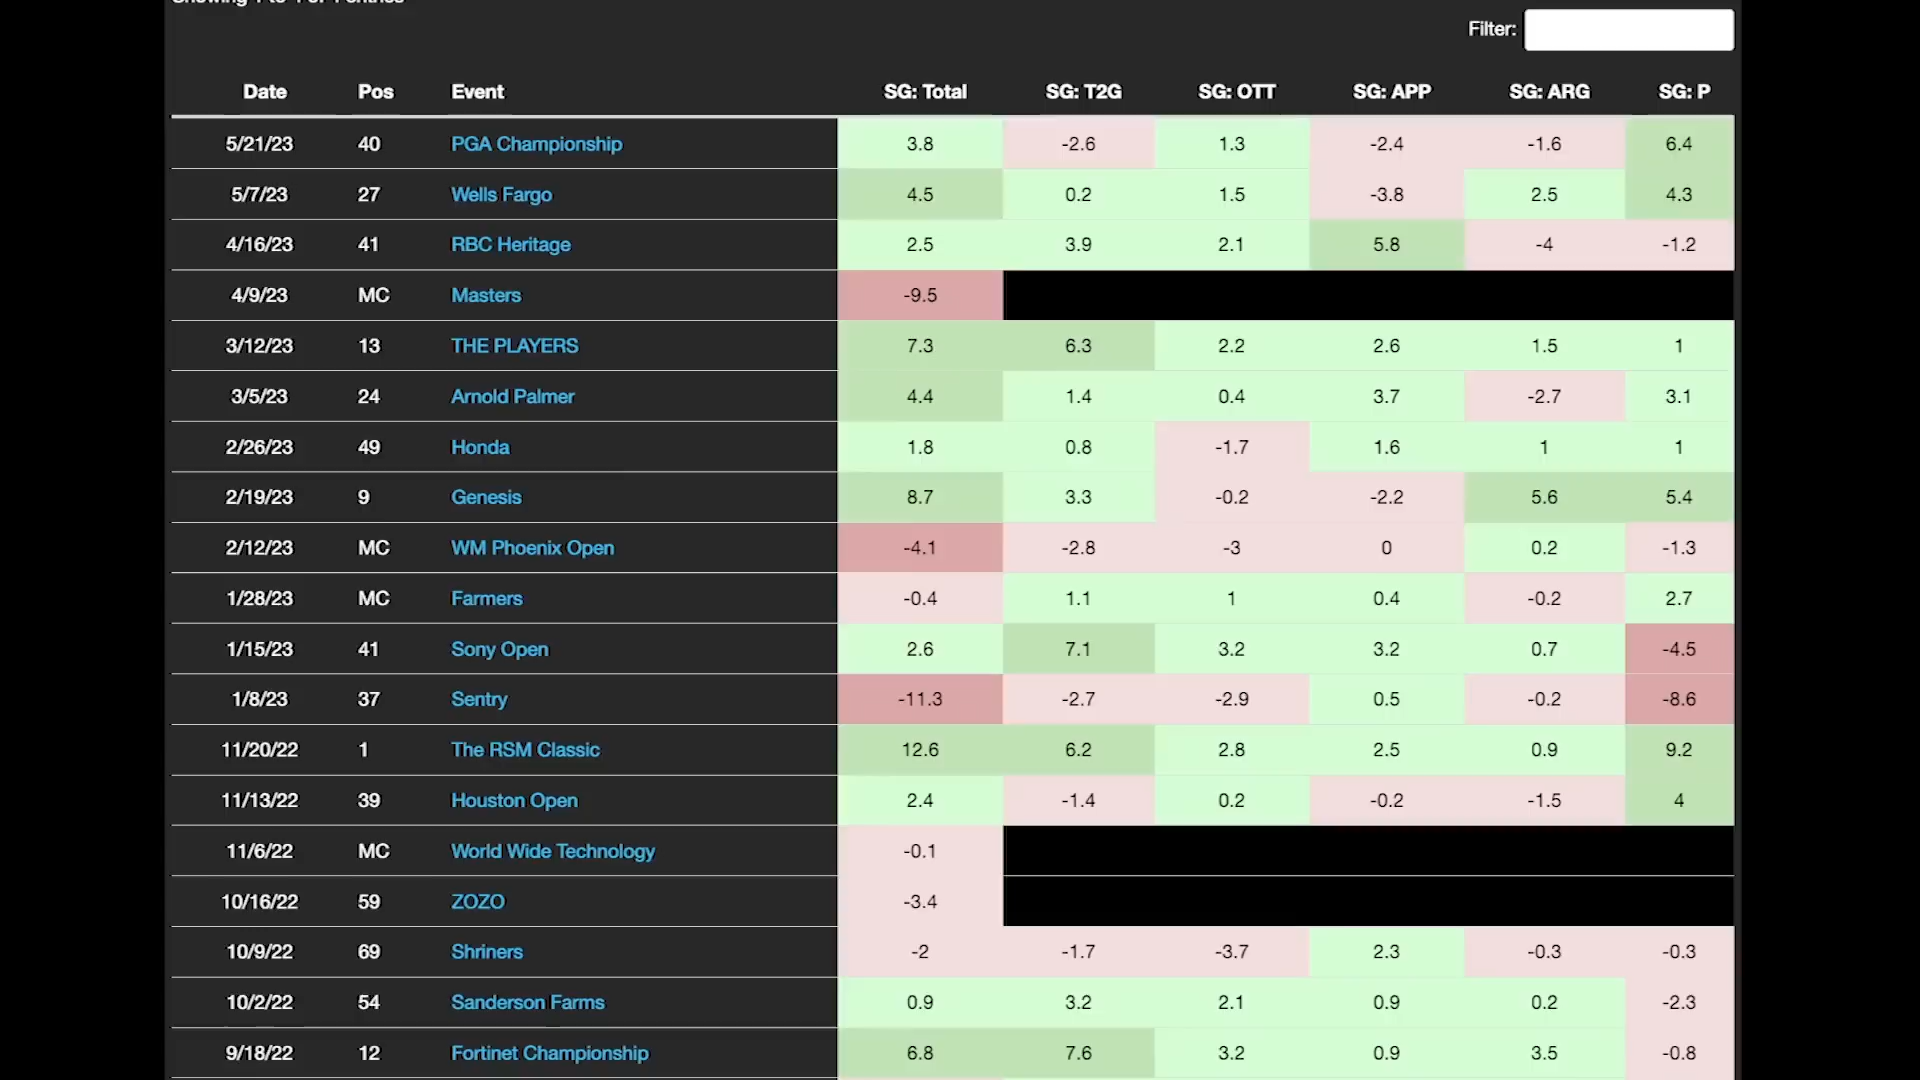 Filter:
Date Pos Event SG: Total SG: T2G SG: OTT SG: APP SG: ARG SG: P
5/21/23 40 PGA Championship 3.8 -2.6 1.3 -2.4 -1.6 6.4
5/7/23 27 Wells Fargo 4.5 0.2 1.5 -3.8 2.5 4.3
4/16/23 41 RBC Heritage 2.5 3.9 2.1 5.8 -4 -1.2
4/9/23 MC Masters -9.5
3/12/23 13 THE PLAYERS 7.3 6.3 2.2 2.6 1.5 1
3/5/23 24 Arnold Palmer 4.4 1.4 0.4 3.7 -2.7 3.1
2/26/23 49 Honda 1.8 0.8 -1.7 1.6 1 1
2/19/23 9 Genesis 8.7 3.3 -0.2 -2.2 5.6 5.4
2/12/23 MC WM Phoenix Open -4.1 -2.8 -3 0 0.2 -1.3
1/28/23 MC Farmers -0.4 1.1 1 0.4 -0.2 2.7
1/15/23 41 Sony Open 2.6 7.1 3.2 3.2 0.7 -4.5
1/8/23 37 Sentry -11.3 -2.7 -2.9 0.5 -0.2 -8.6
11/20/22 1 The RSM Classic 12.6 6.2 2.8 2.5 0.9 9.2
11/13/22 39 Houston Open 2.4 -1.4 0.2 -0.2 -1.5 4
11/6/22 MC World Wide Technology -0.1
10/16/22 59 ZOZO -3.4
10/9/22 69 Shriners -2 -1.7 -3.7 2.3 -0.3 -0.3
10/2/22 54 Sanderson Farms 0.9 3.2 2.1 0.9 0.2 -2.3
9/18/22 12 Fortinet Championship 6.8 7.6 3.2 0.9 3.5 -0.8